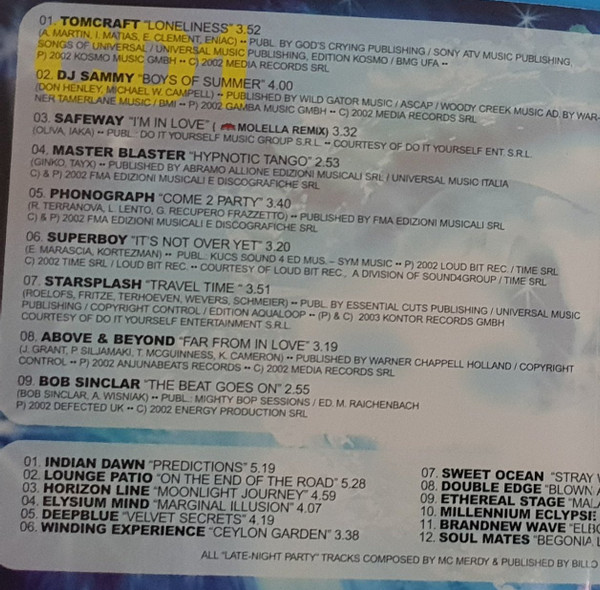 01. TOMCRAFT "LONELINESS" 3.52
(A. MARTIN, I. MATIAS, E. CLEMENT, ENIAC) •• PUBL. BY GOD'S CRYING PUBLISHING / SONY ATV MUSIC PUBLISHING,
SONGS OF UNIVERSAL / UNIVERSAL MUSIC PUBLISHING, EDITION KOSMO / BMG UFA ••
P) 2002 KOSMO MUSIC GMBH •• C) 2002 MEDIA RECORDS SRL
02. DJ SAMMY "BOYS OF SUMMER" 4.00
(DON HENLEY, MICHAEL W. CAMPELL) •• PUBLISHED BY WILD GATOR MUSIC / ASCAP / WOODY CREEK MUSIC AD. BY WAR-
NER TAMERLANE MUSIC / BMI •• P) 2002 GAMBA MUSIC GMBH •• C) 2002 MEDIA RECORDS SRL
03. SAFEWAY "I'M IN LOVE" ( MOLELLA REMIX) 3.32
(OLIVA, IAKA) •• PUBL.: DO IT YOURSELF MUSIC GROUP S.R.L. •• COURTESY OF DO IT YOURSELF ENT. S.R.L.
04. MASTER BLASTER "HYPNOTIC TANGO" 2.53
(GINKO, TAYX) •• PUBLISHED BY ABRAMO ALLIONE EDIZIONI MUSICALI SRL / UNIVERSAL MUSIC ITALIA
C) & P) 2002 FMA EDIZIONI MUSICALI E DISCOGRAFICHE SRL
05. PHONOGRAPH "COME 2 PARTY" 3.40
(R. TERRANOVA, L. LENTO, G. RECUPERO FRAZZETTO) •• PUBLISHED BY FMA EDIZIONI MUSICALI SRL
C) & P) 2002 FMA EDIZIONI MUSICALI E DISCOGRAFICHE SRL
06. SUPERBOY "IT'S NOT OVER YET" 3.20
(E. MARASCIA, KORTEZMAN) •• PUBL.: KUCS SOUND 4 ED MUS. – SYM MUSIC •• P) 2002 LOUD BIT REC. / TIME SRL
C) 2002 TIME SRL / LOUD BIT REC. •• COURTESY OF LOUD BIT REC., A DIVISION OF SOUND4GROUP / TIME SRL
07. STARSPLASH "TRAVEL TIME " 3.51
(ROELOFS, FRITZE, TERHOEVEN, WEVERS, SCHMEIER) •• PUBL. BY ESSENTIAL CUTS PUBLISHING / UNIVERSAL MUSIC
PUBLISHING / COPYRIGHT CONTROL / EDITION AQUALOOP •• (P) & C) 2003 KONTOR RECORDS GMBH
COURTESY OF DO IT YOURSELF ENTERTAINMENT S.R.L.
08. ABOVE & BEYOND "FAR FROM IN LOVE" 3.19
(J. GRANT, P. SILJAMAKI, T. MCGUINNESS, K. CAMERON) •• PUBLISHED BY WARNER CHAPPELL HOLLAND / COPYRIGHT
CONTROL •• P) 2002 ANJUNABEATS RECORDS •• C) 2002 MEDIA RECORDS SRL
09. BOB SINCLAR "THE BEAT GOES ON" 2.55
(BOB SINCLAR, A. WISNIAK) •• PUBL.: MIGHTY BOP SESSIONS / ED. M. RAICHENBACH
P) 2002 DEFECTED UK •• C) 2002 ENERGY PRODUCTION SRL
01. INDIAN DAWN "PREDICTIONS" 5.19
02. LOUNGE PATIO "ON THE END OF THE ROAD" 5.28
03. HORIZON LINE "MOONLIGHT JOURNEY" 4.59
04. ELYSIUM MIND "MARGINAL ILLUSION" 4.07
05. DEEPBLUE "VELVET SECRETS" 4.19
06. WINDING EXPERIENCE "CEYLON GARDEN" 3.38
07. SWEET OCEAN "STRAY
08. DOUBLE EDGE "BLOWN
09. ETHEREAL STAGE
10. MILLENNIUM ECLYPSE
11. BRANDNEW WAVE
12. SOUL MATES "BEGONIA
ALL "LATE-NIGHT PARTY" TRACKS COMPOSED BY MC MERDY & PUBLISHED BY